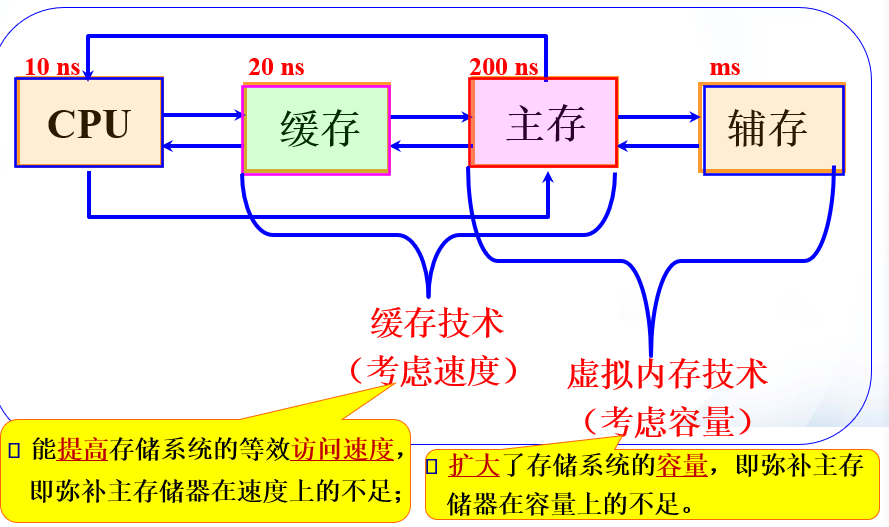 10 ns
20 ns
200 ns
ms
CPU
缓存
主存
辅存
缓存技术
（考虑速度）
虚拟内存技术
（考虑容量）
能提高存储系统的等效访问速度，
即弥补主存储器在速度上的不足；
扩大了存储系统的容量，即弥补主存
储器在容量上的不足。